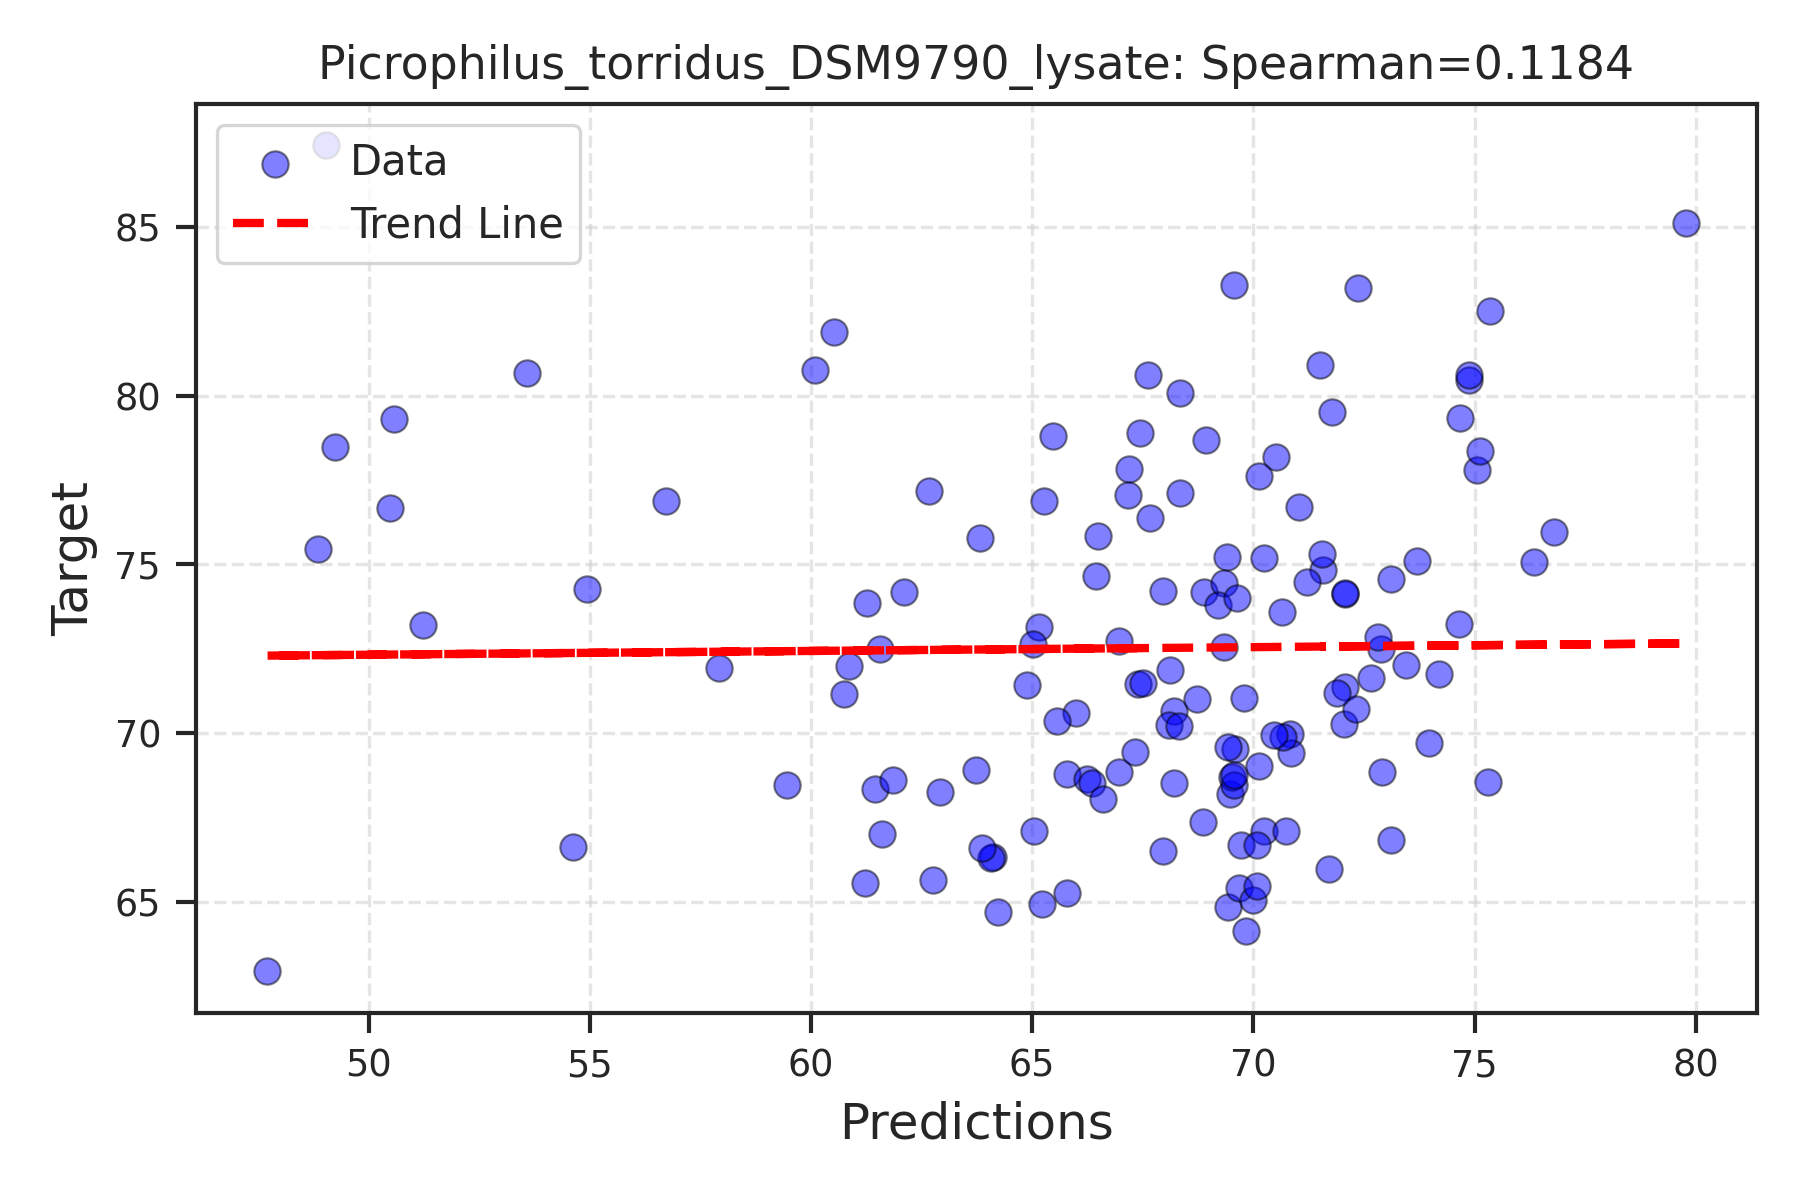 Picrophilus_torridus_DSM9790_lysate: Spearman=0.1184
Data
Trend Line
85
80
75
70
65
Target
50 55 60 65 70 75 80
Predictions